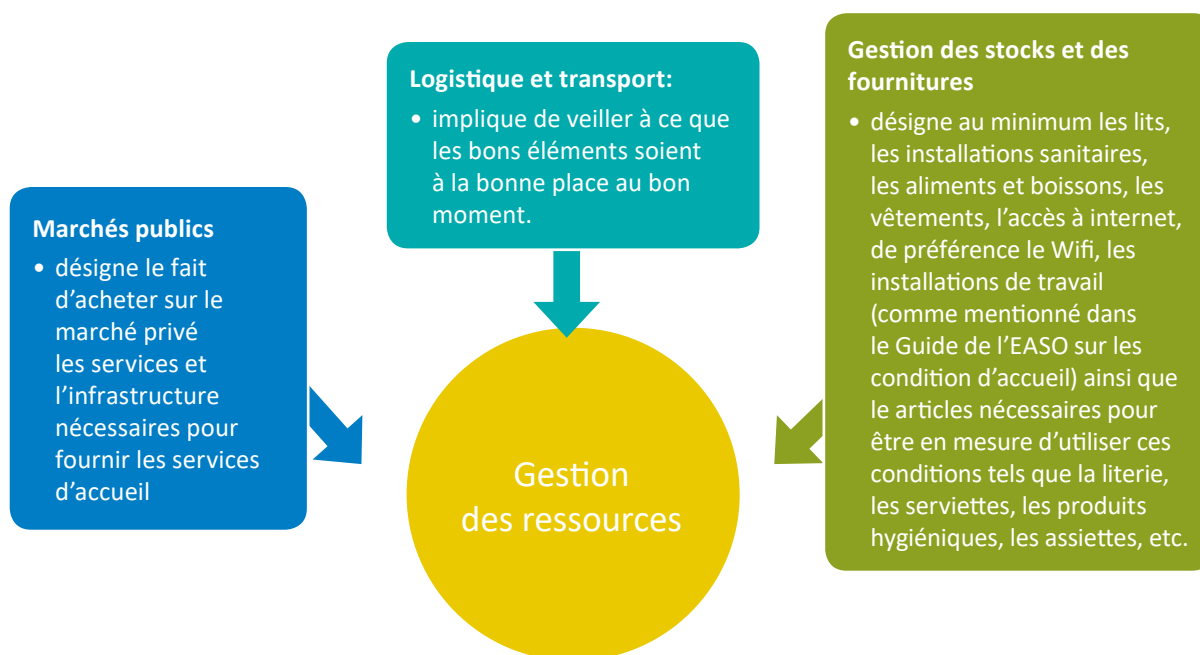 Marchés publics
• désigne le fait
d’acheter sur le
marché privé
les services et
l’infrastructure
nécessaires pour
fournir les services
d’accueil
Logistique et transport:
• implique de veiller à ce que
les bons éléments soient
à la bonne place au bon
moment.
Gestion des stocks et des
fournitures
• désigne au minimum les lits,
les installations sanitaires,
les aliments et boissons, les
vêtements, l’accès à internet,
de préférence le Wifi, les
installations de travail
(comme mentionné dans
le Guide de l’EASO sur les
condition d’accueil) ainsi que
le articles nécessaires pour
être en mesure d’utiliser ces
conditions tels que la literie,
les serviettes, les produits
hygiéniques, les assiettes, etc.
Gestion
des ressources